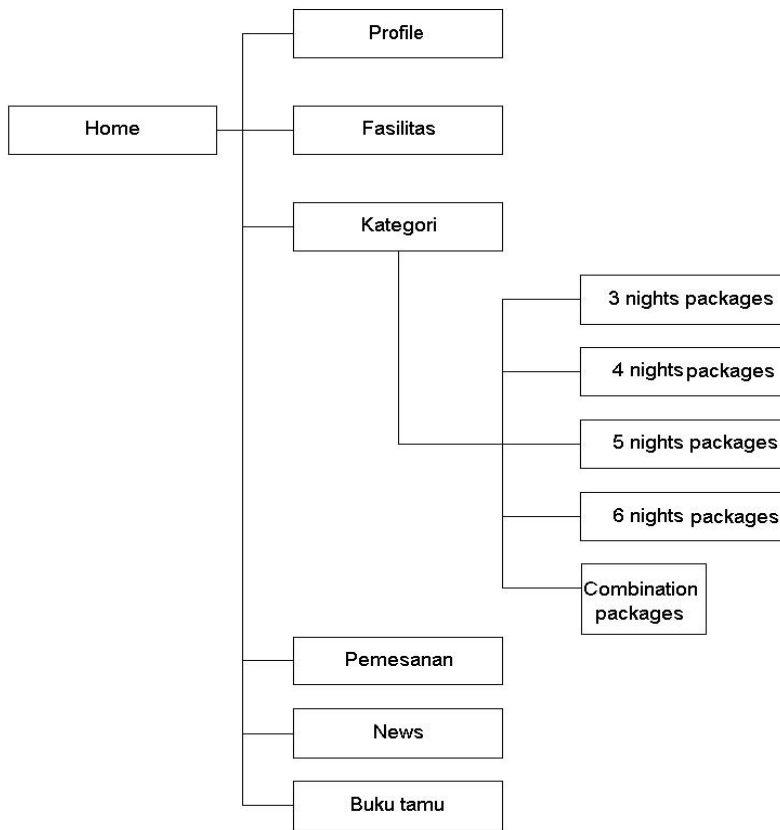 Profile
Home
Fasilitas
Kategori
3 nights packages
4 nights packages
5 nights packages
6 nights packages
Combination
packages
Pemesanan
News
Buku tamu